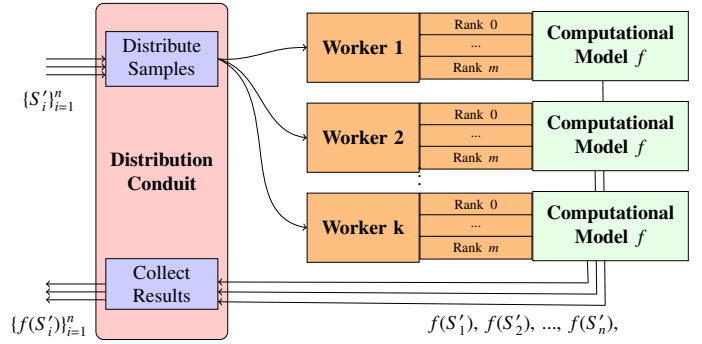 Distribute
Samples
{S′ᵢ}ⁿᵢ₌₁
Distribution
Conduit
Collect
Results
{f(S′ᵢ)}ⁿᵢ₌₁
Worker 1
Rank 0
...
Rank m
Computational
Model f
Worker 2
Rank 0
...
Rank m
Computational
Model f
⋮
Worker k
Rank 0
...
Rank m
Computational
Model f
f(S′₁), f(S′₂), ..., f(S′ₙ),